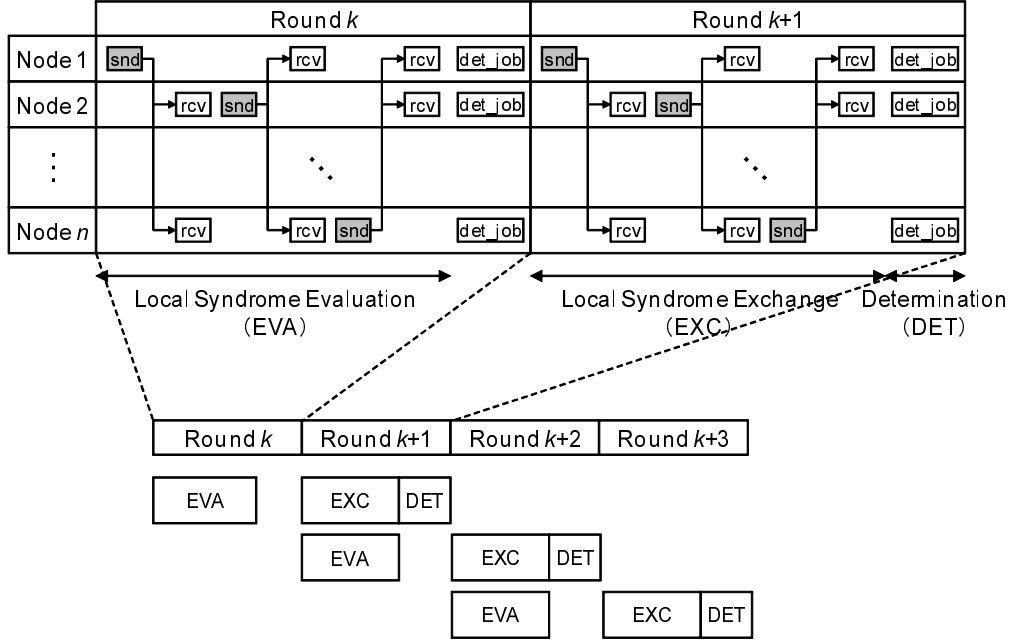 Round k Round k+1
Node 1 snd rcv rcv det_job snd rcv rcv det_job
Node 2 rcv snd rcv det_job rcv snd rcv det_job
Node n rcv rcv snd det_job rcv rcv snd det_job
Local Syndrome Evaluation Local Syndrome Exchange Determination
(EVA) (EXC) (DET)
Round k Round k+1 Round k+2 Round k+3
EVA EXC DET
EVA EXC DET
EVA EXC DET